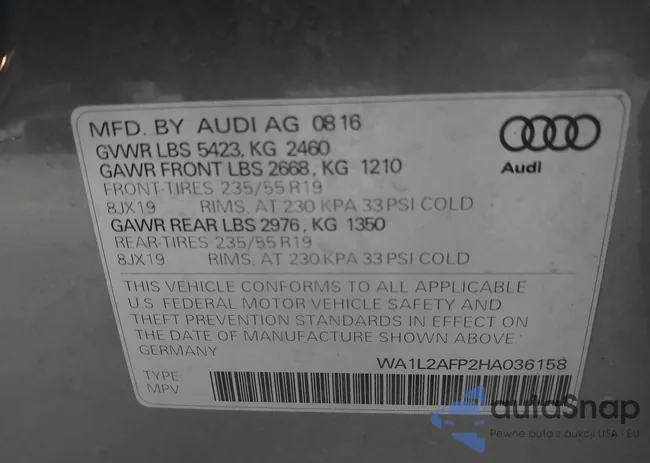 MFD. BY AUDI AG 08 16
GVWR LBS 5423, KG 2460
GAWR FRONT LBS 2668, KG 1210
FRONT-TIRES 235/55 R19
8JX19 RIMS, AT 230 KPA 33 PSI COLD
GAWR REAR LBS 2976, KG 1350
REAR-TIRES 235/55 R19
8JX19 RIMS, AT 230 KPA 33 PSI COLD
Audi
THIS VEHICLE CONFORMS TO ALL APPLICABLE
U.S. FEDERAL MOTOR VEHICLE SAFETY AND
THEFT PREVENTION STANDARDS IN EFFECT ON
THE DATE OF MANUFACTURE SHOWN ABOVE.
GERMANY
WA1L2AFP2HA036158
TYPE
MPV
autaSnap
Pewne auta z aukcji USA - EU